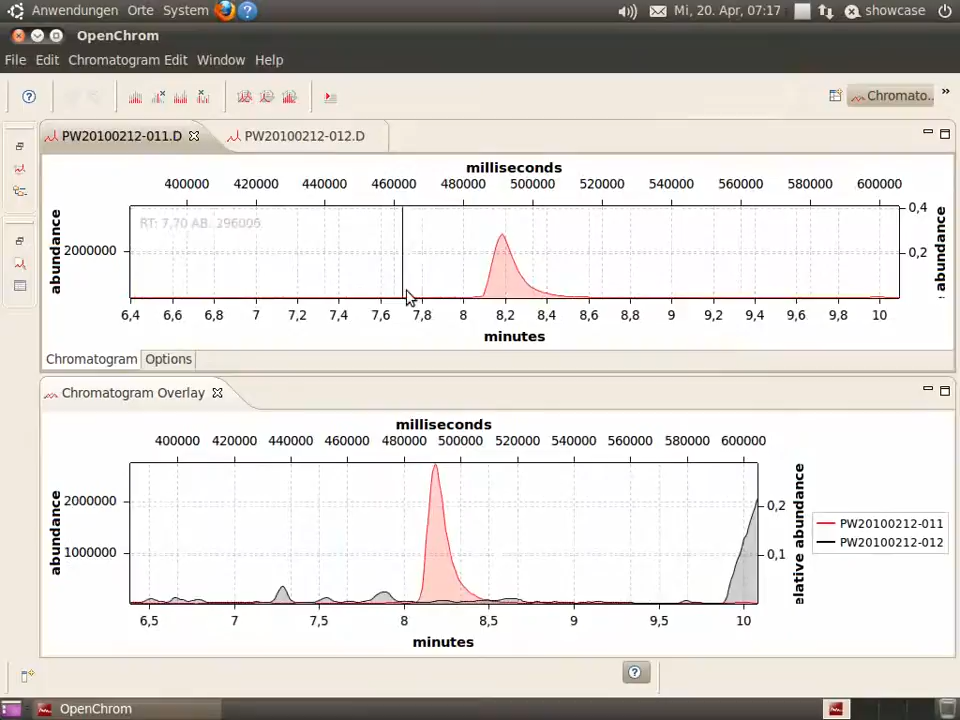 Anwendungen Orte System Mi, 20. Apr, 07:17 showcase
OpenChrom
File Edit Chromatogram Edit Window Help
Chromato.. »
PW20100212-011.D PW20100212-012.D
milliseconds
400000 420000 440000 460000 480000 500000 520000 540000 560000 580000 600000
RT: 7,70 AB: 296006
abundance
2000000
0,4
0,2
abundance
6,4 6,6 6,8 7 7,2 7,4 7,6 7,8 8 8,2 8,4 8,6 8,8 9 9,2 9,4 9,6 9,8 10
minutes
Chromatogram Options
Chromatogram Overlay
milliseconds
400000 420000 440000 460000 480000 500000 520000 540000 560000 580000 600000
abundance
2000000
1000000
0,2
0,1
elative abundance
PW20100212-011
PW20100212-012
6,5 7 7,5 8 8,5 9 9,5 10
minutes
OpenChrom